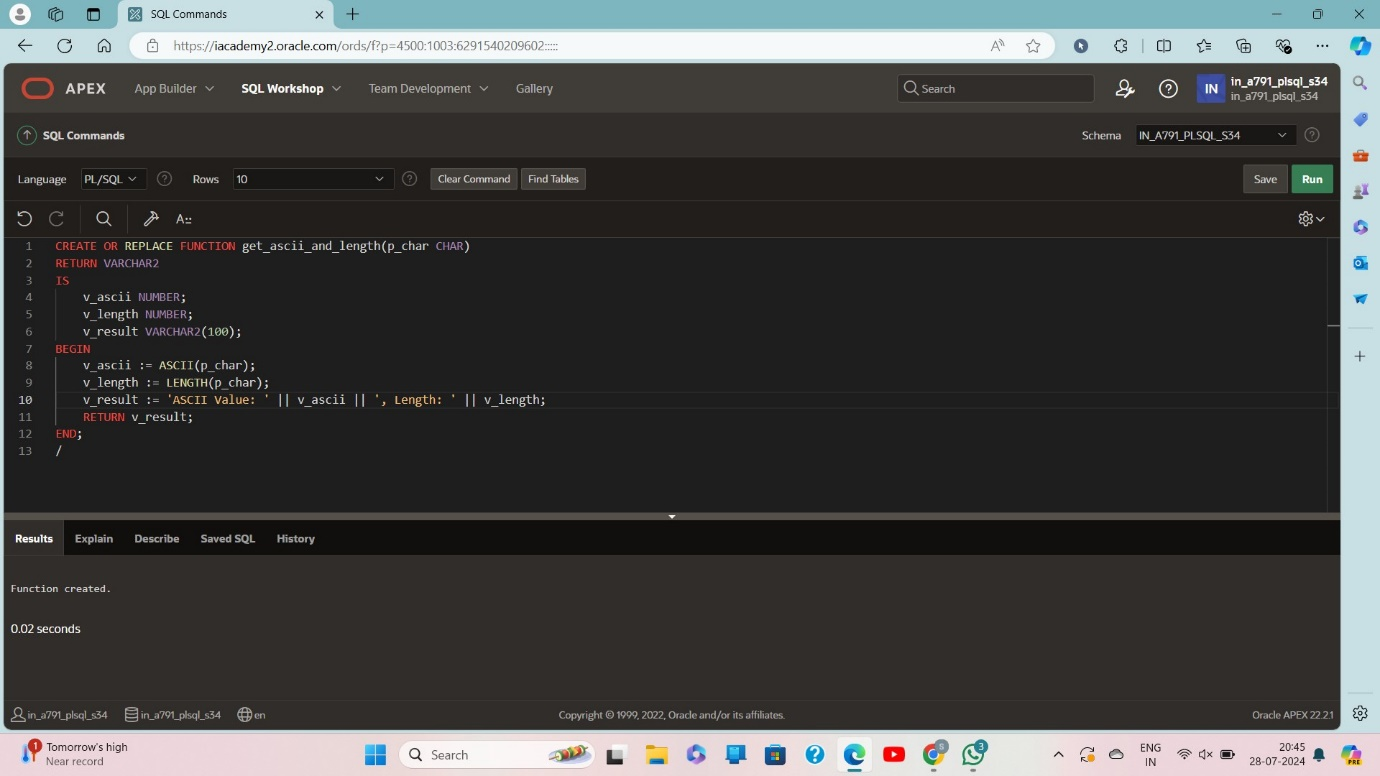 SQL Commands
https://iacademy2.oracle.com/ords/f?p=4500:1003:6291540209602:::::
APEX App Builder SQL Workshop Team Development Gallery Search IN in_a791_plsql_s34
in_a791_plsql_s34
SQL Commands Schema IN_A791_PLSQL_S34
Language PL/SQL Rows 10 Clear Command Find Tables Save Run
A::
1 CREATE OR REPLACE FUNCTION get_ascii_and_length(p_char CHAR)
2 RETURN VARCHAR2
3 IS
4 v_ascii NUMBER;
5 v_length NUMBER;
6 v_result VARCHAR2(100);
7 BEGIN
8 v_ascii := ASCII(p_char);
9 v_length := LENGTH(p_char);
10 v_result := 'ASCII Value: ' || v_ascii || ', Length: ' || v_length;
11 RETURN v_result;
12 END;
13 /
Results Explain Describe Saved SQL History
Function created.
0.02 seconds
in_a791_plsql_s34 in_a791_plsql_s34 en Copyright © 1999, 2022, Oracle and/or its affiliates. Oracle APEX 22.2.1
1 Tomorrow's high
Near record
Search
S 3
ENG
IN
20:45
28-07-2024
PRE